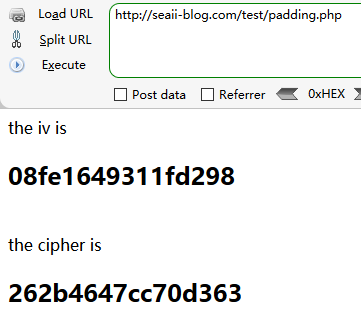 Load URL
http://seaii-blog.com/test/padding.php
Split URL
Execute
Post data Referrer 0xHEX
the iv is
08fe1649311fd298
the cipher is
262b4647cc70d363